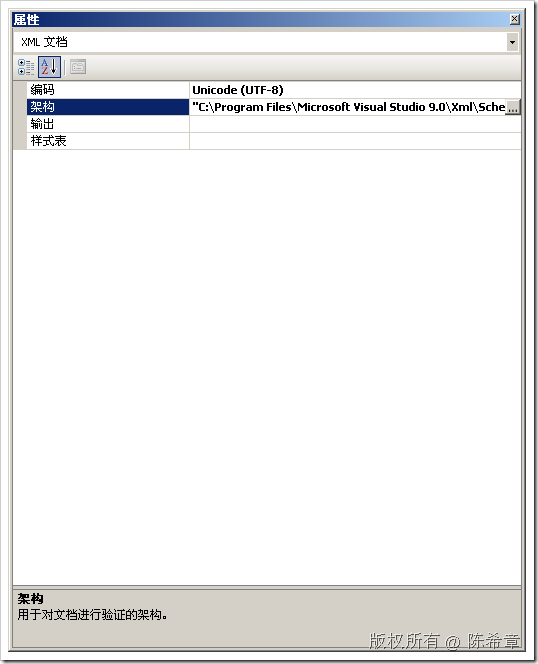 属性
XML 文档
编码 Unicode (UTF-8)
架构 "C:\Program Files\Microsoft Visual Studio 9.0\Xml\Sche ...
输出
样式表
架构
用于对文档进行验证的架构。
版权所有 @ 陈希章